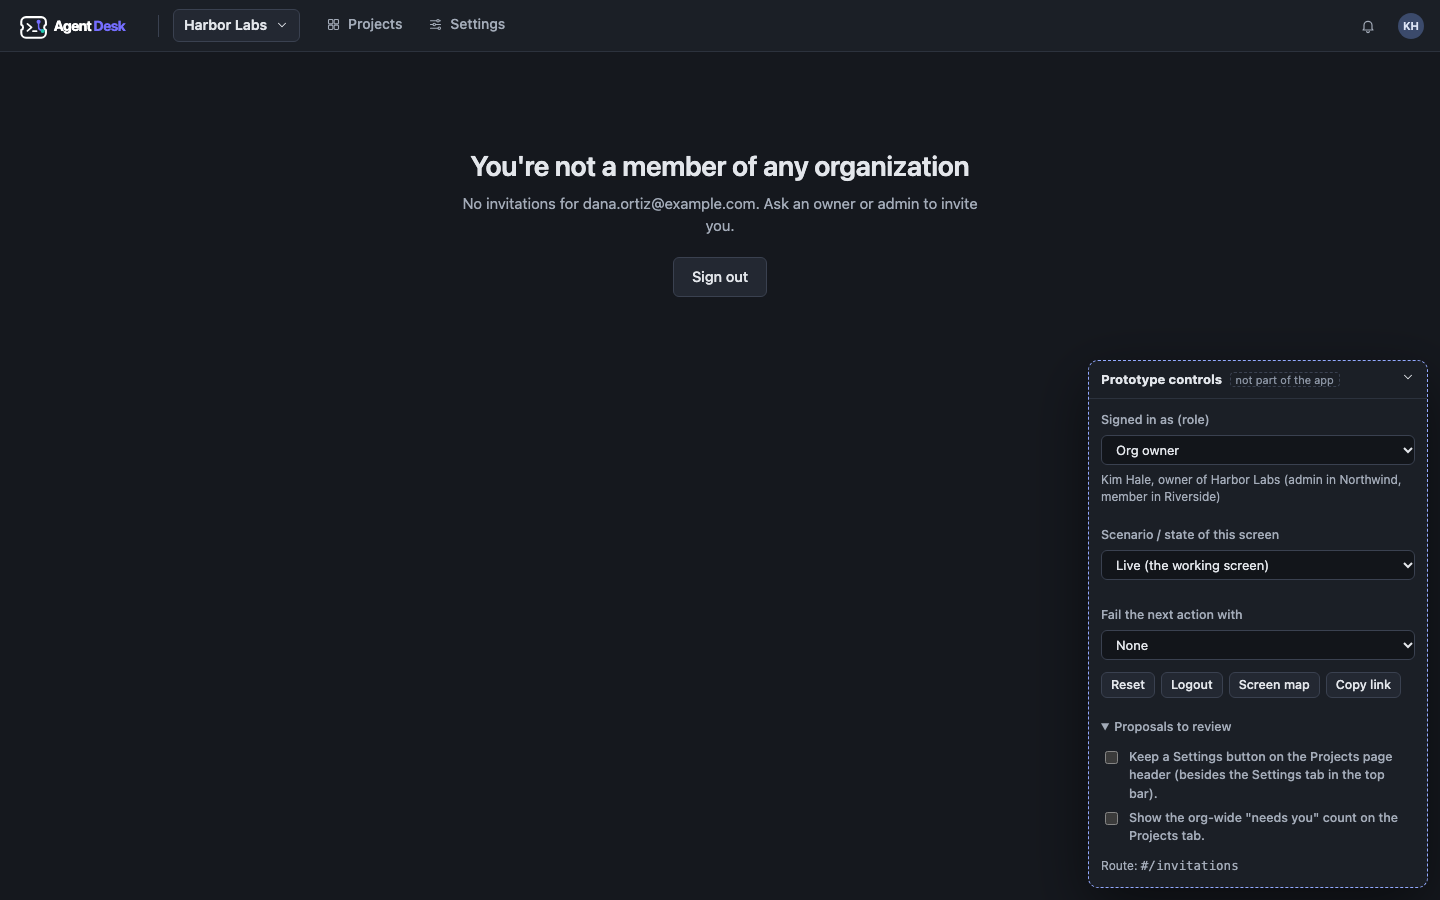 AgentDesk
Harbor Labs
Projects
Settings
KH
You're not a member of any organization
No invitations for dana.ortiz@example.com. Ask an owner or admin to invite
you.
Sign out
Prototype controls
not part of the app
Signed in as (role)
Org owner
Kim Hale, owner of Harbor Labs (admin in Northwind,
member in Riverside)
Scenario / state of this screen
Live (the working screen)
Fail the next action with
None
Reset
Logout
Screen map
Copy link
Proposals to review
Keep a Settings button on the Projects page
header (besides the Settings tab in the top
bar).
Show the org-wide "needs you" count on the
Projects tab.
Route: #/invitations